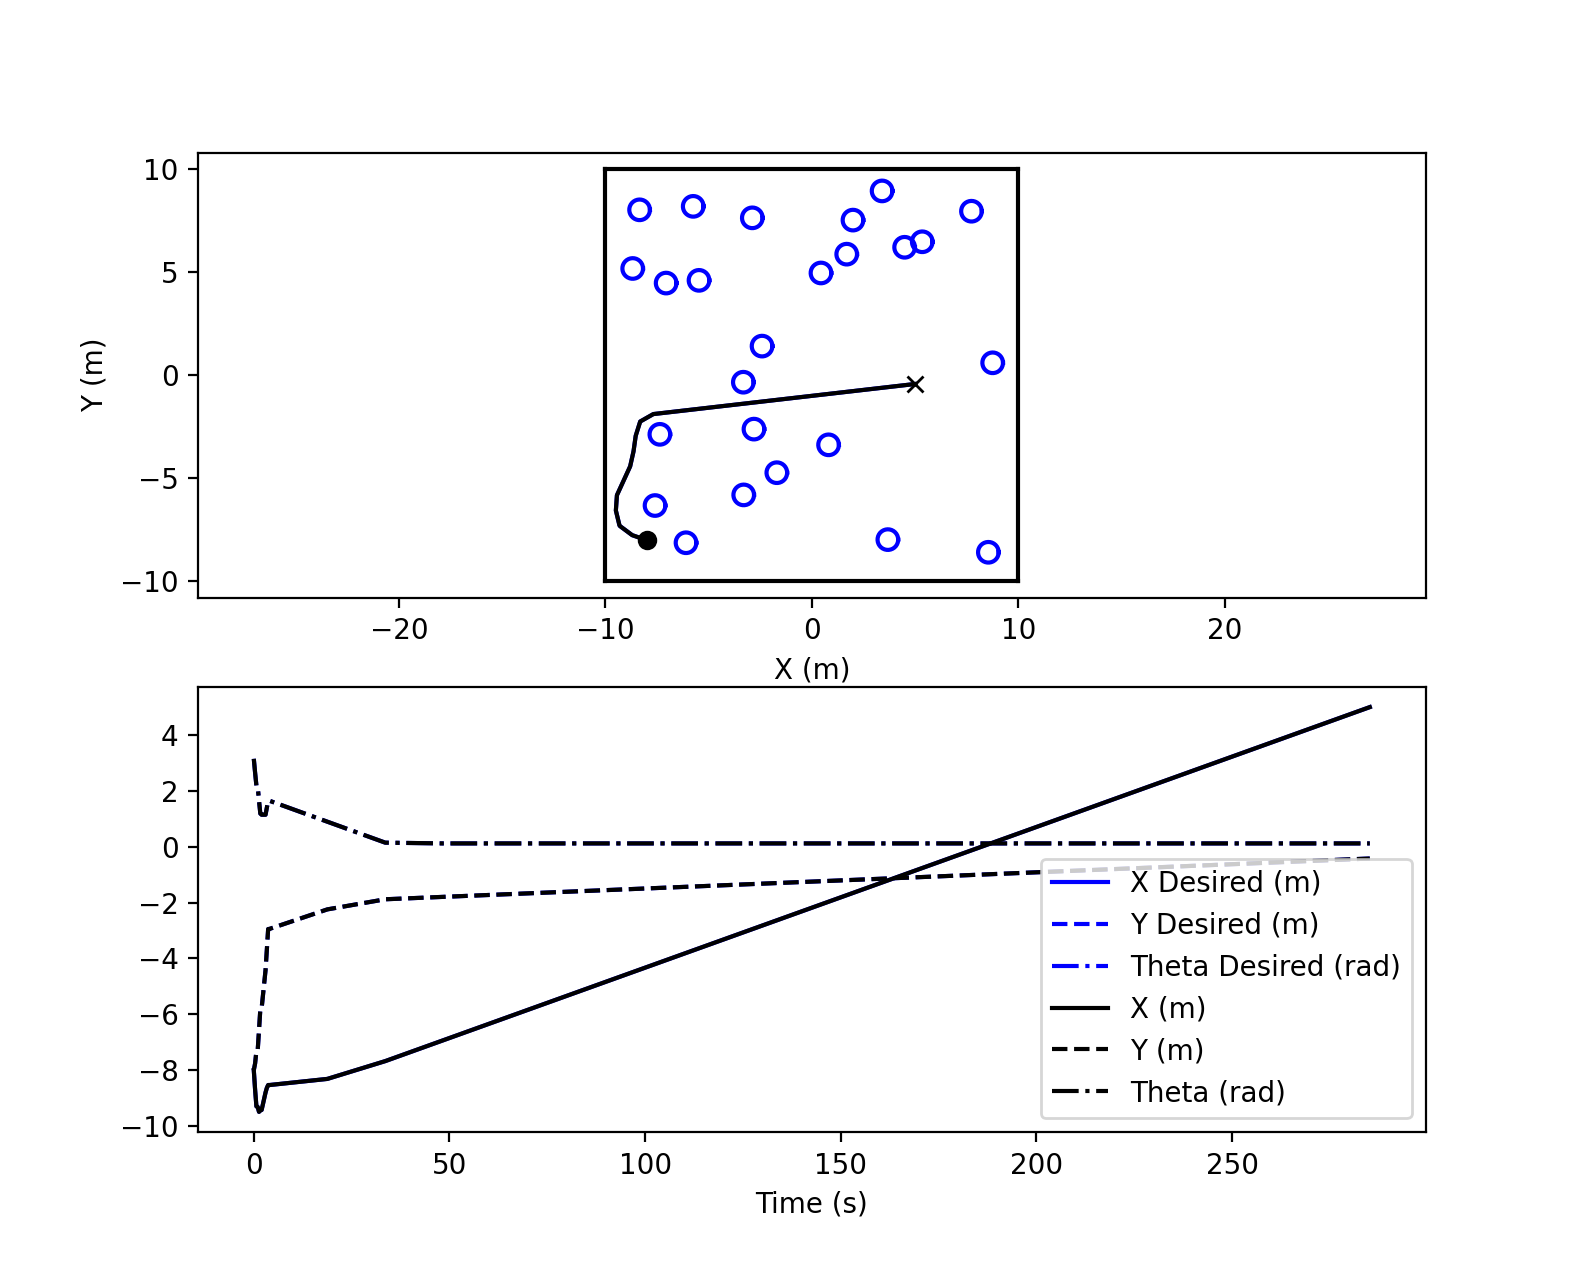 10
5
0
−5
−10
Y (m)
−20 −10 0 10 20
X (m)
4
2
0
−2
−4
−6
−8
−10
X Desired (m)
Y Desired (m)
Theta Desired (rad)
X (m)
Y (m)
Theta (rad)
0 50 100 150 200 250
Time (s)